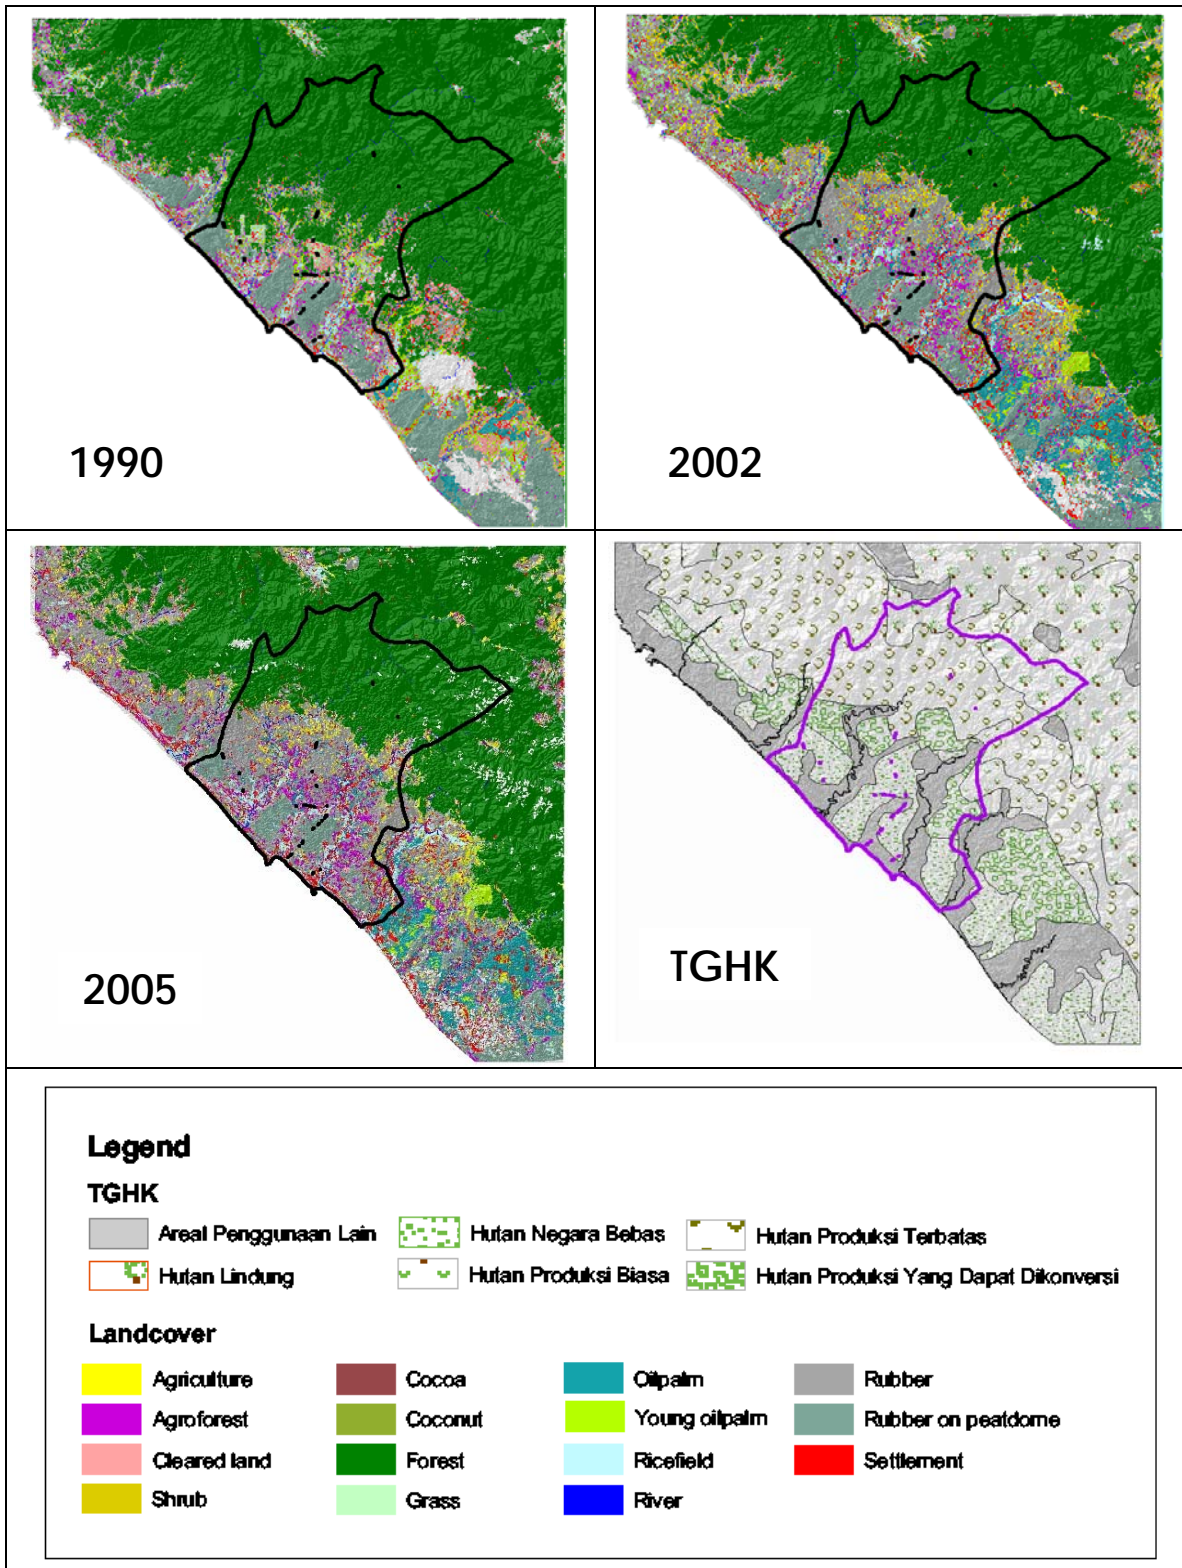 1990
2002
2005
TGHK
Legend
TGHK
Areal Penggunaan Lain
Hutan Negara Bebas
Hutan Produksi Terbatas
Hutan Lindung
Hutan Produksi Biasa
Hutan Produksi Yang Dapat Dikonversi
Landcover
Agriculture
Cocoa
Oilpalm
Rubber
Agroforest
Coconut
Young oilpalm
Rubber on peatdome
Cleared land
Forest
Ricefield
Settlement
Shrub
Grass
River